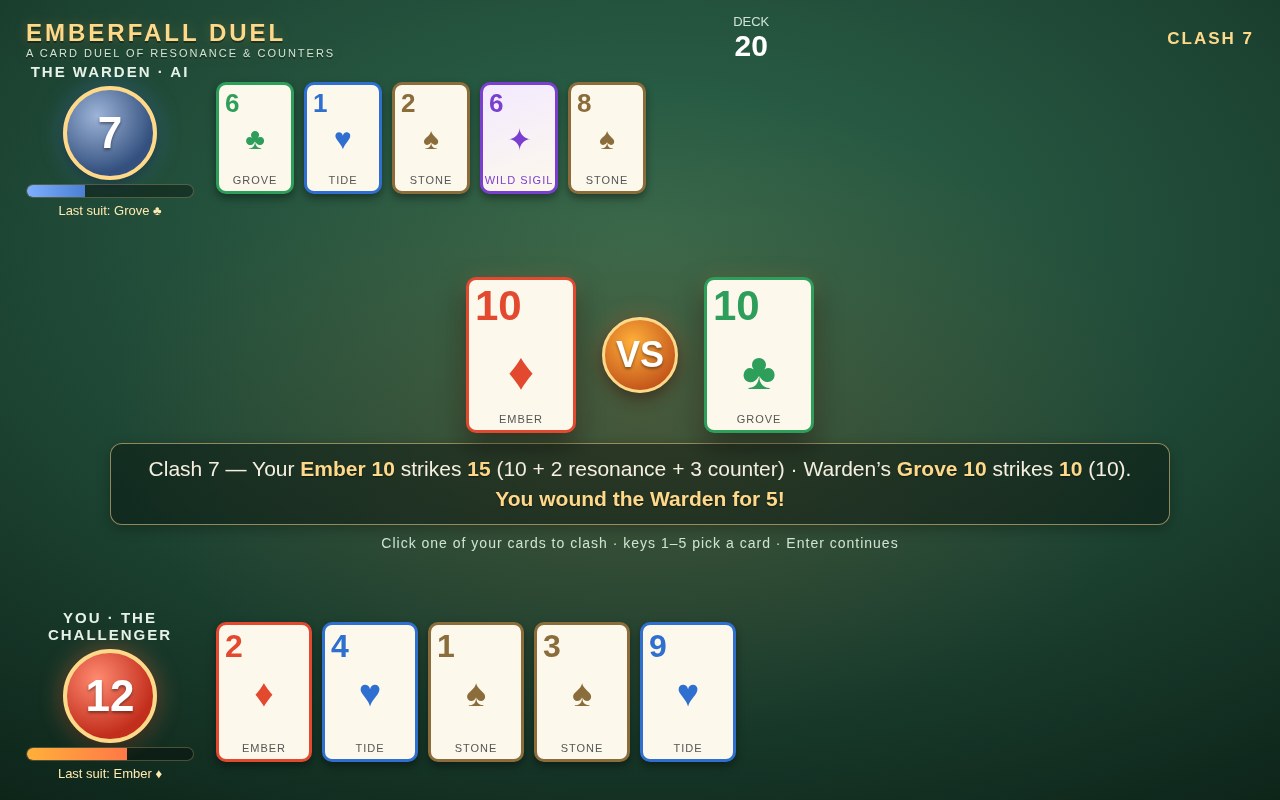 EMBERFALL DUEL
A CARD DUEL OF RESONANCE & COUNTERS
DECK
20
CLASH 7
THE WARDEN · AI
7
Last suit: Grove ♣
6
♣
GROVE
1
♥
TIDE
2
♠
STONE
6
✦
WILD SIGIL
8
♠
STONE
10
♦
EMBER
VS
10
♣
GROVE
Clash 7 — Your Ember 10 strikes 15 (10 + 2 resonance + 3 counter) · Warden’s Grove 10 strikes 10 (10).
You wound the Warden for 5!
Click one of your cards to clash · keys 1–5 pick a card · Enter continues
YOU · THE
CHALLENGER
12
Last suit: Ember ♦
2
♦
EMBER
4
♥
TIDE
1
♠
STONE
3
♠
STONE
9
♥
TIDE